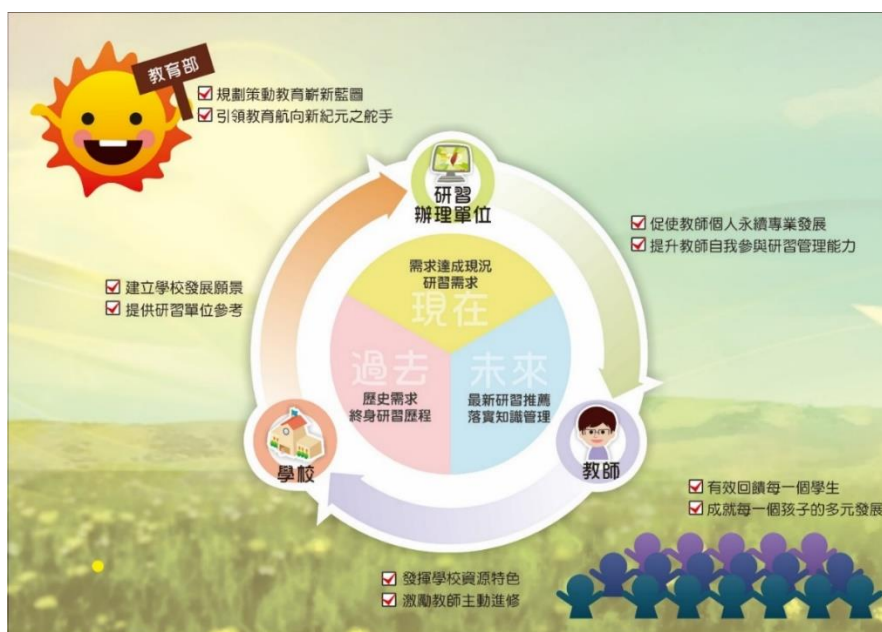 教育部
規劃策動教育嶄新藍圖
引領教育航向新紀元之舵手
研習
辦理單位
促使教師個人永續專業發展
提升教師自我參與研習管理能力
建立學校發展願景
提供研習單位參考
需求達成現況
研習需求
現在
過去
歷史需求
終身研習歷程
未來
最新研習推薦
落實知識管理
學校
教師
有效回饋每一個學生
成就每一個孩子的多元發展
發揮學校資源特色
激勵教師主動進修